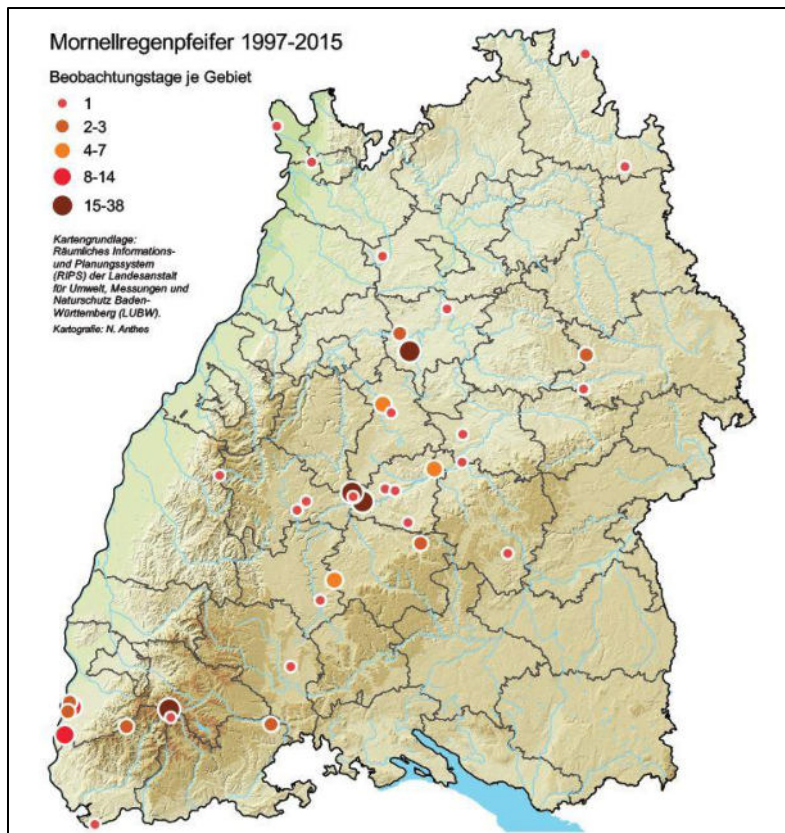 Mornellregenpfeifer 1997-2015
Beobachtungstage je Gebiet
1
2-3
4-7
8-14
15-38
Kartengrundlage:
Räumliches Informations-
und Planungssystem
(RIPS) der Landesanstalt
für Umwelt, Messungen und
Naturschutz Baden-
Württemberg (LUBW).
Kartografie: N. Anthes